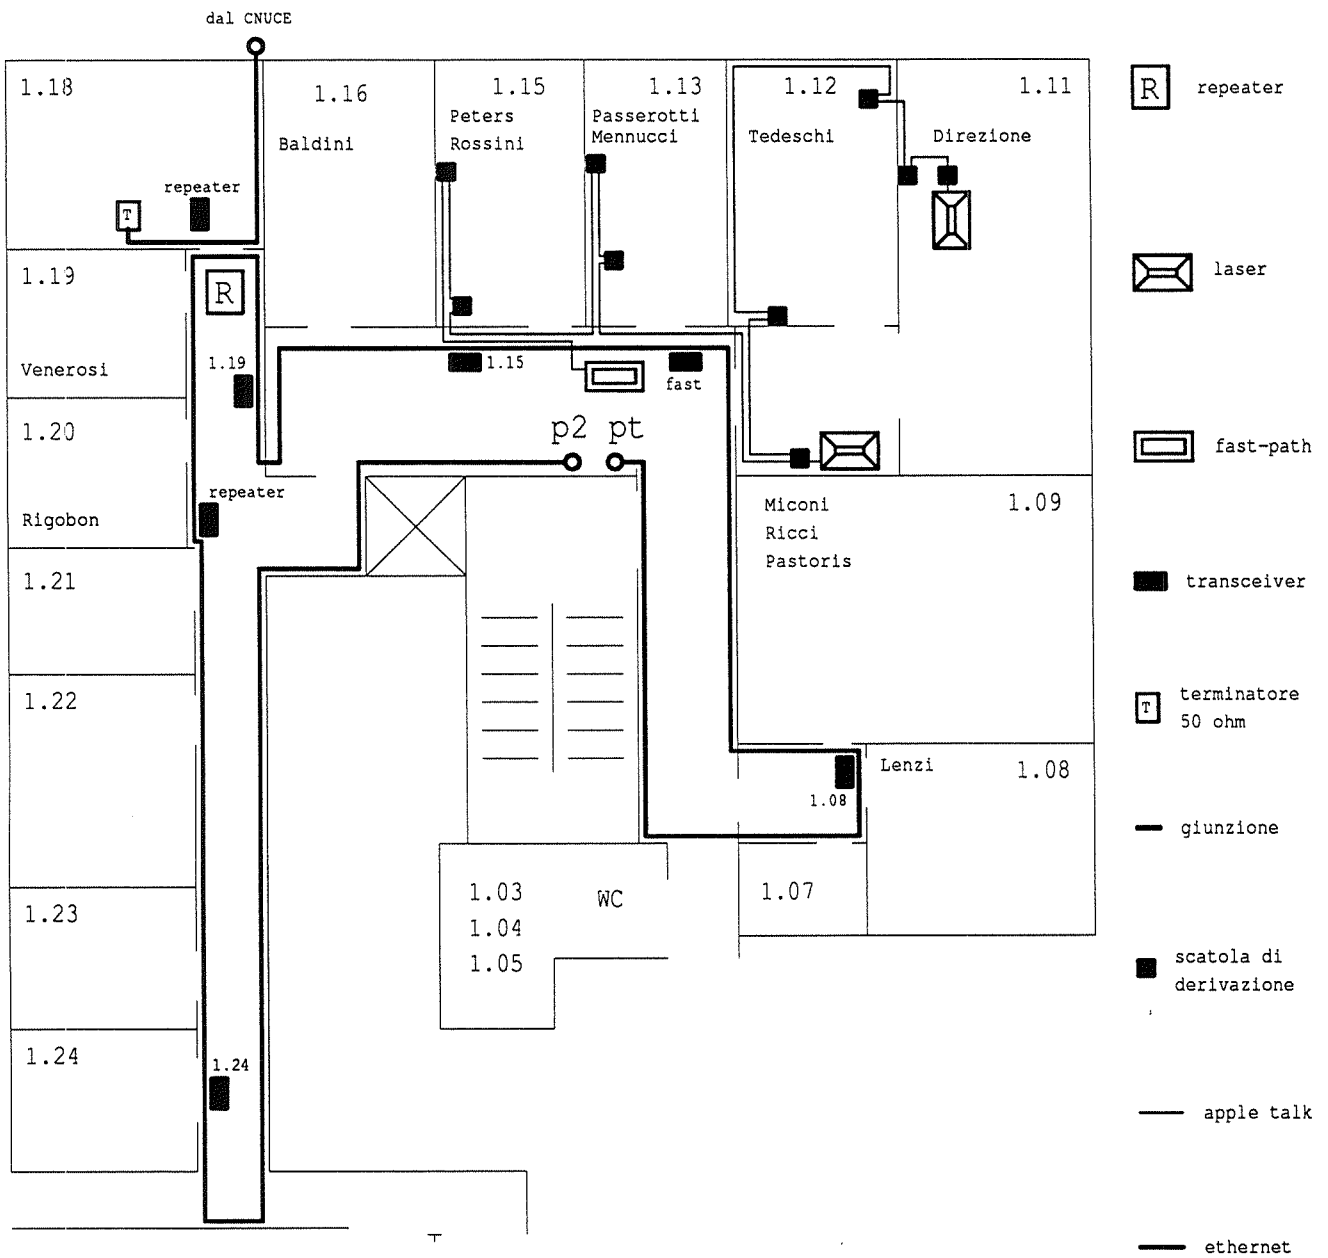 dal CNUCE
1.18
1.16
Baldini
1.15
Peters
Rossini
1.13
Passerotti
Mennucci
1.12
Tedeschi
1.11
Direzione
repeater
T
1.19
Venerosi
R
1.19
1.15
fast
1.20
Rigobon
repeater
p2
pt
1.21
Miconi
Ricci
Pastoris
1.09
1.22
Lenzi
1.08
1.08
1.03
1.04
1.05
WC
1.07
1.23
1.24
1.24
R
repeater
laser
fast-path
transceiver
T
terminatore
50 ohm
giunzione
scatola di
derivazione
apple talk
ethernet